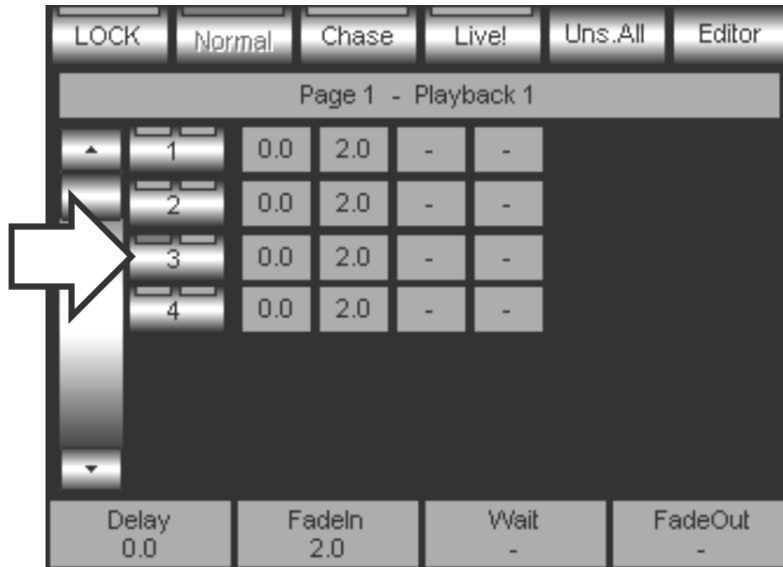 LOCK Normal Chase Live! Uns.All Editor
Page 1 - Playback 1
1 0.0 2.0 - -
2 0.0 2.0 - -
3 0.0 2.0 - -
4 0.0 2.0 - -
Delay FadeIn Wait FadeOut
0.0 2.0 - -